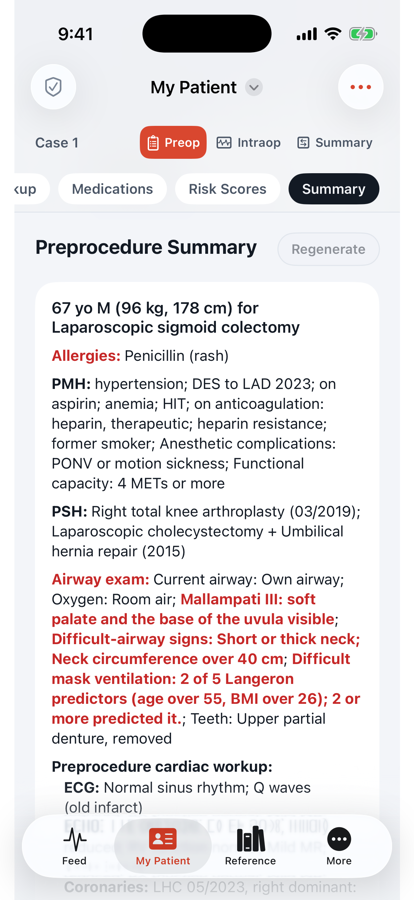 9:41
My Patient
Case 1
Preop
Intraop
Summary
kup
Medications
Risk Scores
Summary
Preprocedure Summary
Regenerate
67 yo M (96 kg, 178 cm) for
Laparoscopic sigmoid colectomy
Allergies: Penicillin (rash)
PMH: hypertension; DES to LAD 2023; on
aspirin; anemia; HIT; on anticoagulation:
heparin, therapeutic; heparin resistance;
former smoker; Anesthetic complications:
PONV or motion sickness; Functional
capacity: 4 METs or more
PSH: Right total knee arthroplasty (03/2019);
Laparoscopic cholecystectomy + Umbilical
hernia repair (2015)
Airway exam: Current airway: Own airway;
Oxygen: Room air; Mallampati III: soft
palate and the base of the uvula visible;
Difficult-airway signs: Short or thick neck;
Neck circumference over 40 cm; Difficult
mask ventilation: 2 of 5 Langeron
predictors (age over 55, BMI over 26); 2 or
more predicted it.; Teeth: Upper partial
denture, removed
Preprocedure cardiac workup:
ECG: Normal sinus rhythm; Q waves
(old infarct)
Feed
My Patient
Reference
More
Coronaries: LHC 05/2023, right dominant: